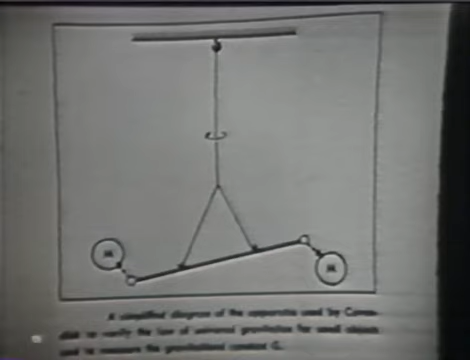 M
M
A simplified diagram of the apparatus used by Caven-
dish to verify the law of universal gravitation for small objects
and to measure the gravitational constant G.